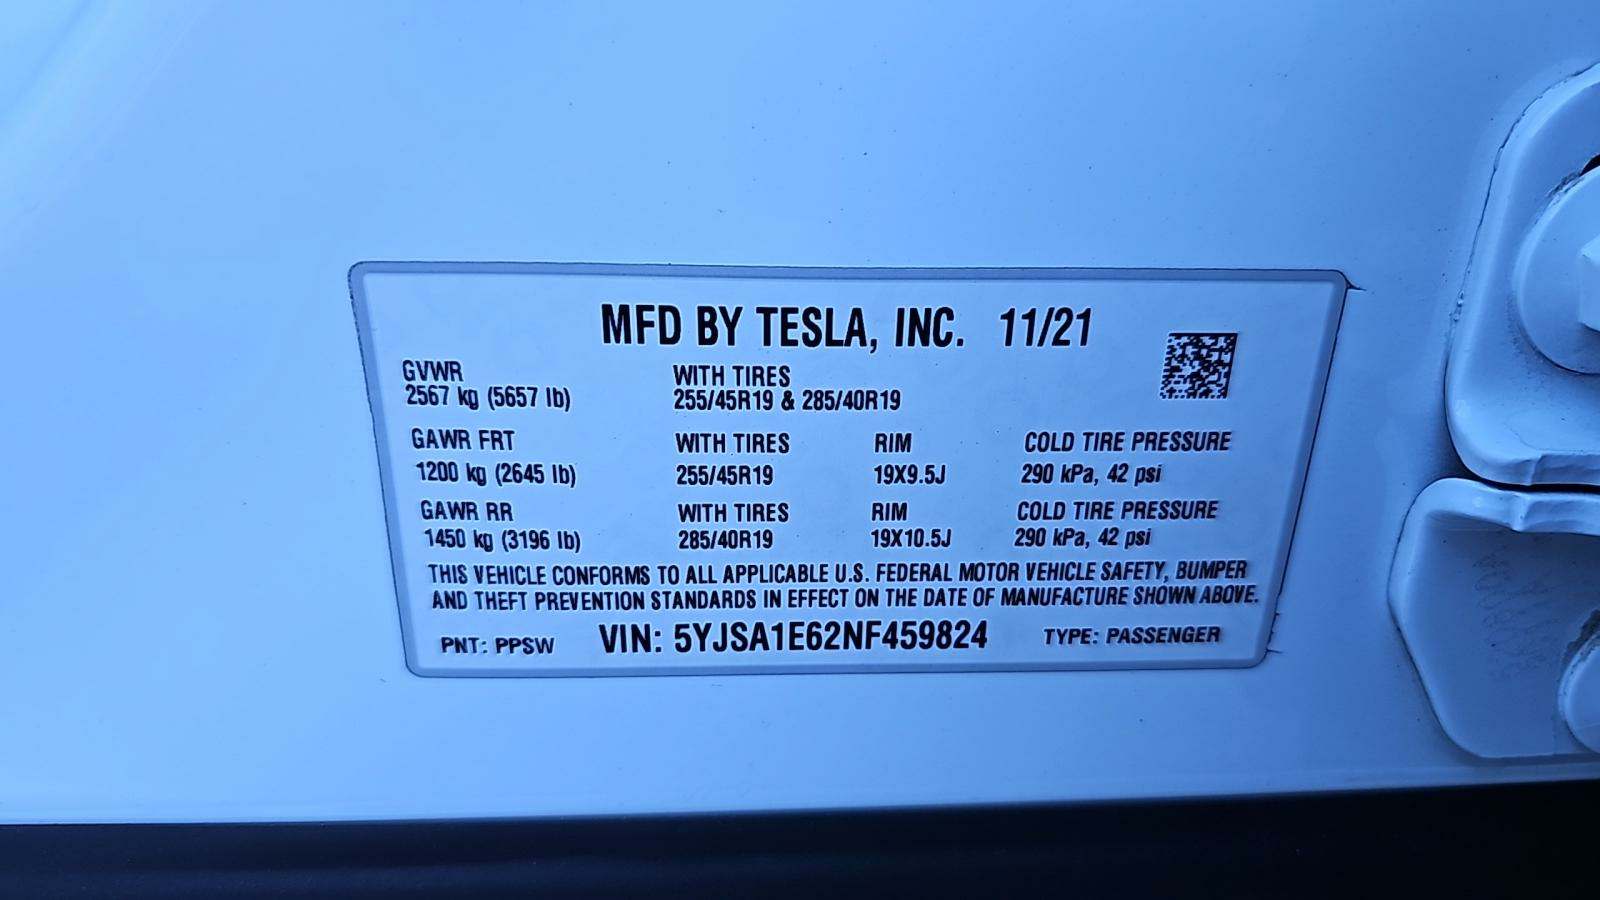 MFD BY TESLA, INC. 11/21
GVWR WITH TIRES
2567 kg (5657 lb) 255/45R19 & 285/40R19
GAWR FRT WITH TIRES RIM COLD TIRE PRESSURE
1200 kg (2645 lb) 255/45R19 19X9.5J 290 kPa, 42 psi
GAWR RR WITH TIRES RIM COLD TIRE PRESSURE
1450 kg (3196 lb) 285/40R19 19X10.5J 290 kPa, 42 psi
THIS VEHICLE CONFORMS TO ALL APPLICABLE U.S. FEDERAL MOTOR VEHICLE SAFETY, BUMPER
AND THEFT PREVENTION STANDARDS IN EFFECT ON THE DATE OF MANUFACTURE SHOWN ABOVE.
PNT: PPSW VIN: 5YJSA1E62NF459824 TYPE: PASSENGER